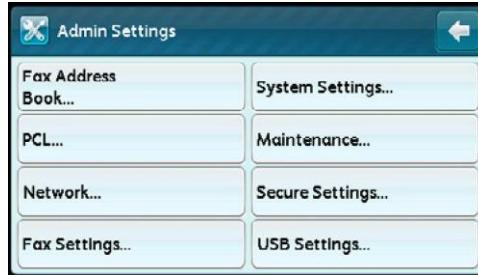 Admin Settings
Fax Address
Book...
System Settings...
PCL...
Maintenance...
Network...
Secure Settings...
Fax Settings...
USB Settings...